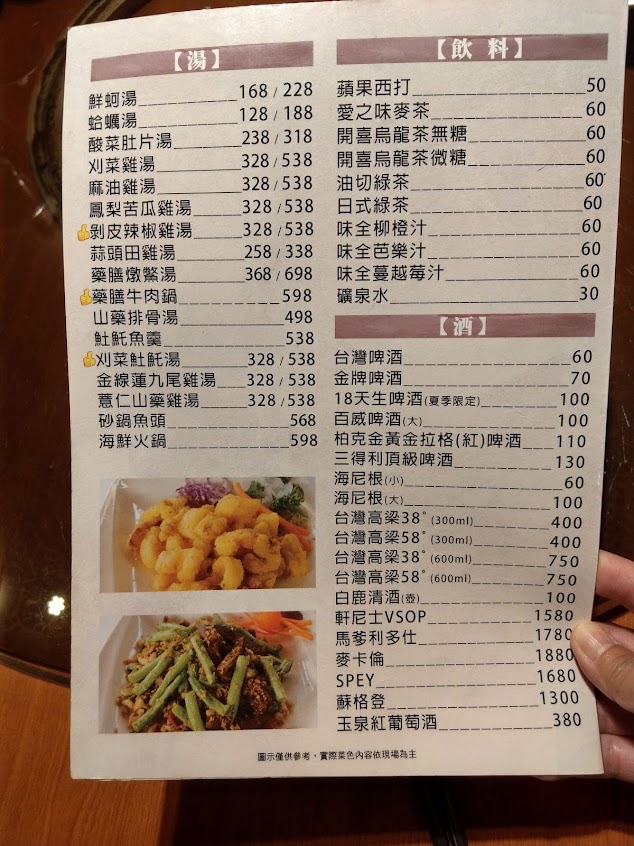 【湯】
鮮蚵湯 168 / 228
蛤蠣湯 128 / 188
酸菜肚片湯 238 / 318
刈菜雞湯 328 / 538
麻油雞湯 328 / 538
鳳梨苦瓜雞湯 328 / 538
剝皮辣椒雞湯 328 / 538
蒜頭田雞湯 258 / 338
藥膳燉鱉湯 368 / 698
藥膳牛肉鍋 598
山藥排骨湯 498
𩵚魠魚羹 538
刈菜𩵚魠湯 328 / 538
金線蓮九尾雞湯 328 / 538
薏仁山藥雞湯 328 / 538
砂鍋魚頭 568
海鮮火鍋 598
【飲 料】
蘋果西打 50
愛之味麥茶 60
開喜烏龍茶無糖 60
開喜烏龍茶微糖 60
油切綠茶 60
日式綠茶 60
味全柳橙汁 60
味全芭樂汁 60
味全蔓越莓汁 60
礦泉水 30
【酒】
台灣啤酒 60
金牌啤酒 70
18天生啤酒(夏季限定) 100
百威啤酒(大) 100
柏克金黃金拉格(紅)啤酒 110
三得利頂級啤酒 130
海尼根(小) 60
海尼根(大) 100
台灣高梁38° (300ml) 400
台灣高梁58° (300ml) 400
台灣高梁38° (600ml) 750
台灣高梁58° (600ml) 750
白鹿清酒(壺) 100
軒尼士VSOP 1580
馬爹利多仕 1780
麥卡倫 1880
SPEY 1680
蘇格登 1300
玉泉紅葡萄酒 380
圖示僅供參考，實際菜色內容依現場為主